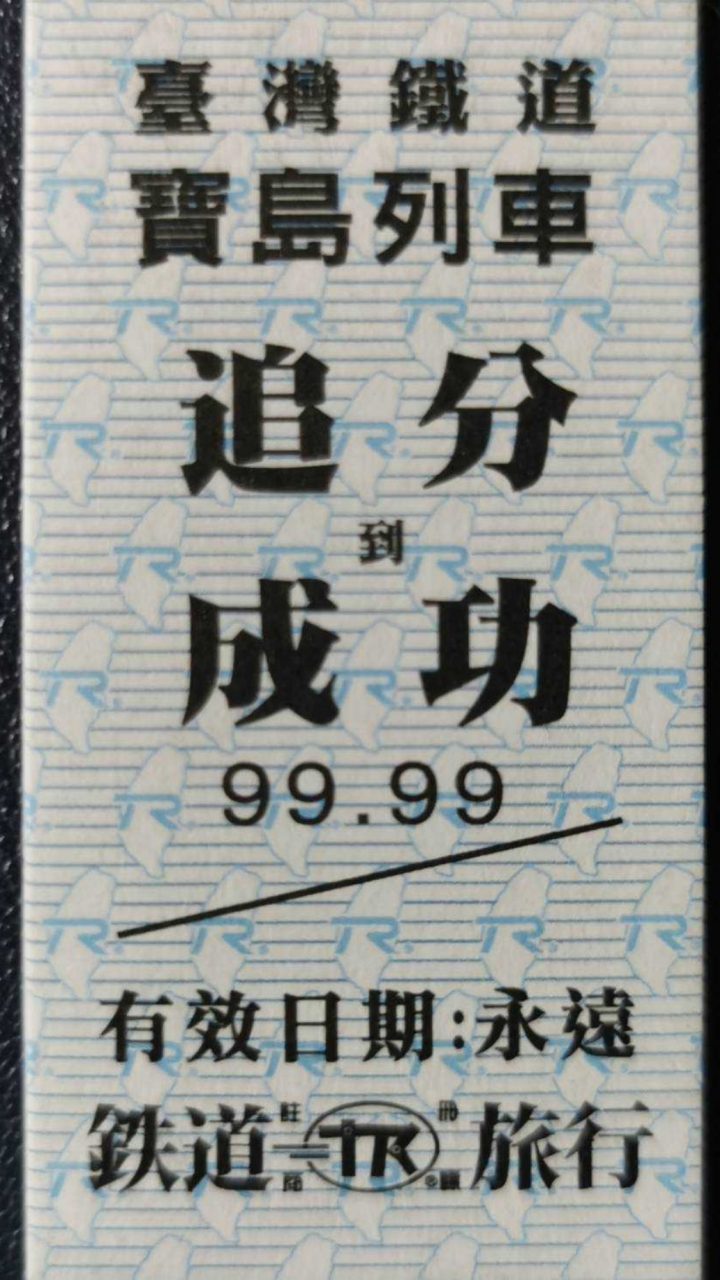 臺灣鐵道
寶島列車
追分
到
成功
99.99
有效日期:永遠
鉄道 TR 旅行